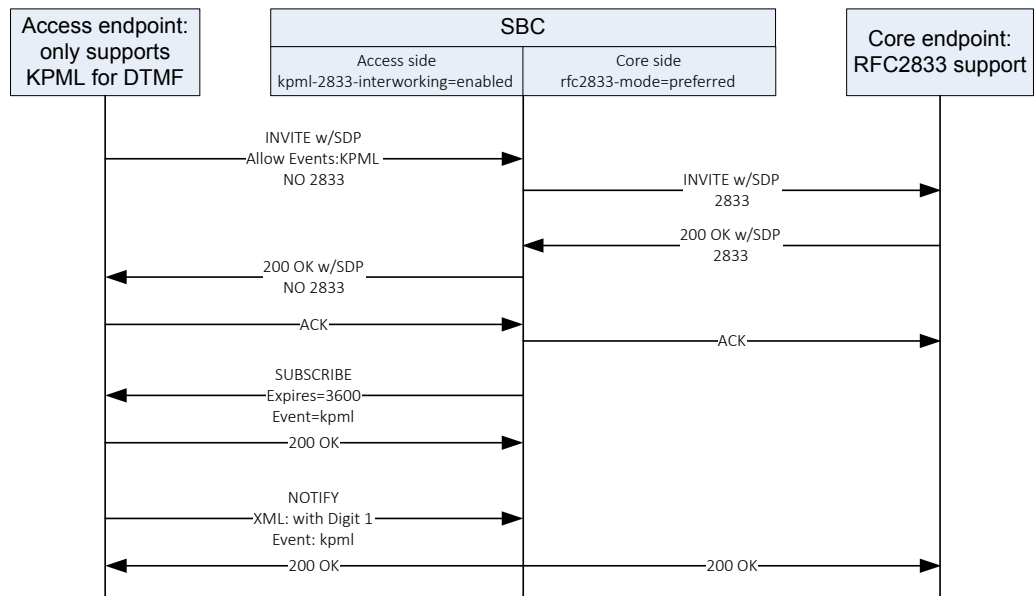 Access endpoint:
only supports
KPML for DTMF
SBC
Access side
kpml-2833-interworking=enabled
Core side
rfc2833-mode=preferred
Core endpoint:
RFC2833 support
INVITE w/SDP
Allow Events:KPML
NO 2833
INVITE w/SDP
2833
200 OK w/SDP
2833
200 OK w/SDP
NO 2833
ACK
ACK
SUBSCRIBE
Expires=3600
Event=kpml
200 OK
NOTIFY
XML: with Digit 1
Event: kpml
200 OK
200 OK